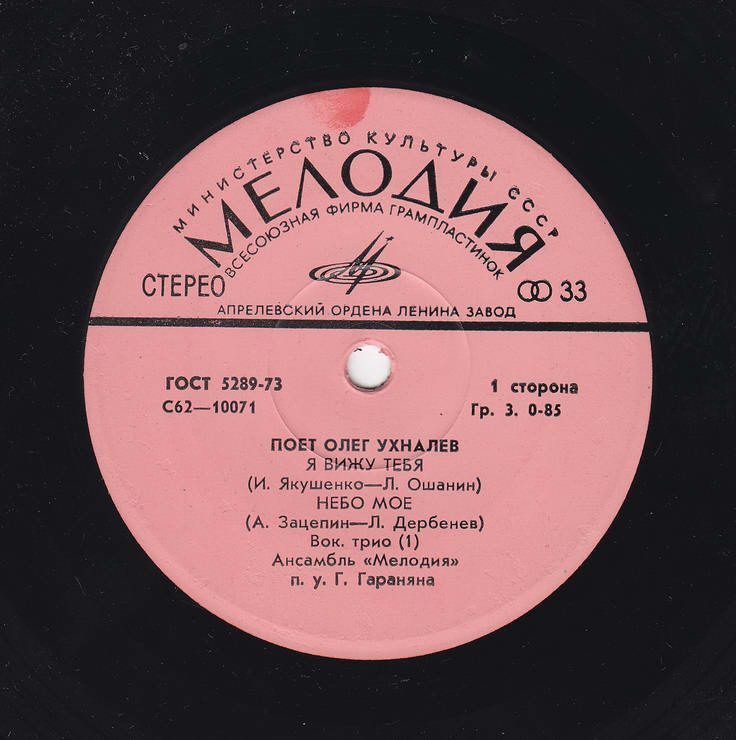 МИНИСТЕРСТВО КУЛЬТУРЫ СССР
МЕЛОДИЯ
ВСЕСОЮЗНАЯ ФИРМА ГРАМПЛАСТИНОК
СТЕРЕО 33
АПРЕЛЕВСКИЙ ОРДЕНА ЛЕНИНА ЗАВОД
ГОСТ 5289-73 1 сторона
С62—10071 Гр. 3. 0-85
ПОЕТ ОЛЕГ УХНАЛЕВ
Я ВИЖУ ТЕБЯ
(И. Якушенко—Л. Ошанин)
НЕБО МОЕ
(А. Зацепин—Л. Дербенев)
Вок. трио (1)
Ансамбль «Мелодия»
п. у. Г. Гараняна